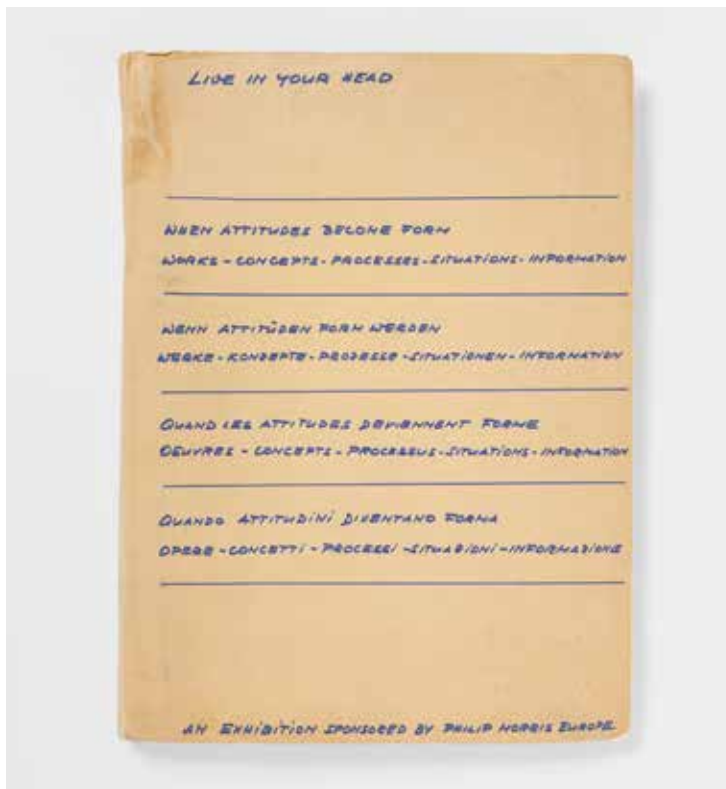 LIVE IN YOUR HEAD
WHEN ATTITUDES BECOME FORM
WORKS - CONCEPTS - PROCESSES - SITUATIONS - INFORMATION
WENN ATTITÜDEN FORM WERDEN
WERKE - KONZEPTE - PROZESSE - SITUATIONEN - INFORMATION
QUAND LES ATTITUDES DEVIENNENT FORME
OEUVRES - CONCEPTS - PROCESSUS - SITUATIONS - INFORMATION
QUANDO ATTITUDINI DIVENTANO FORMA
OPERE - CONCETTI - PROCESSI - SITUAZIONI - INFORMAZIONE
AN EXHIBITION SPONSORED BY PHILIP MORRIS EUROPE